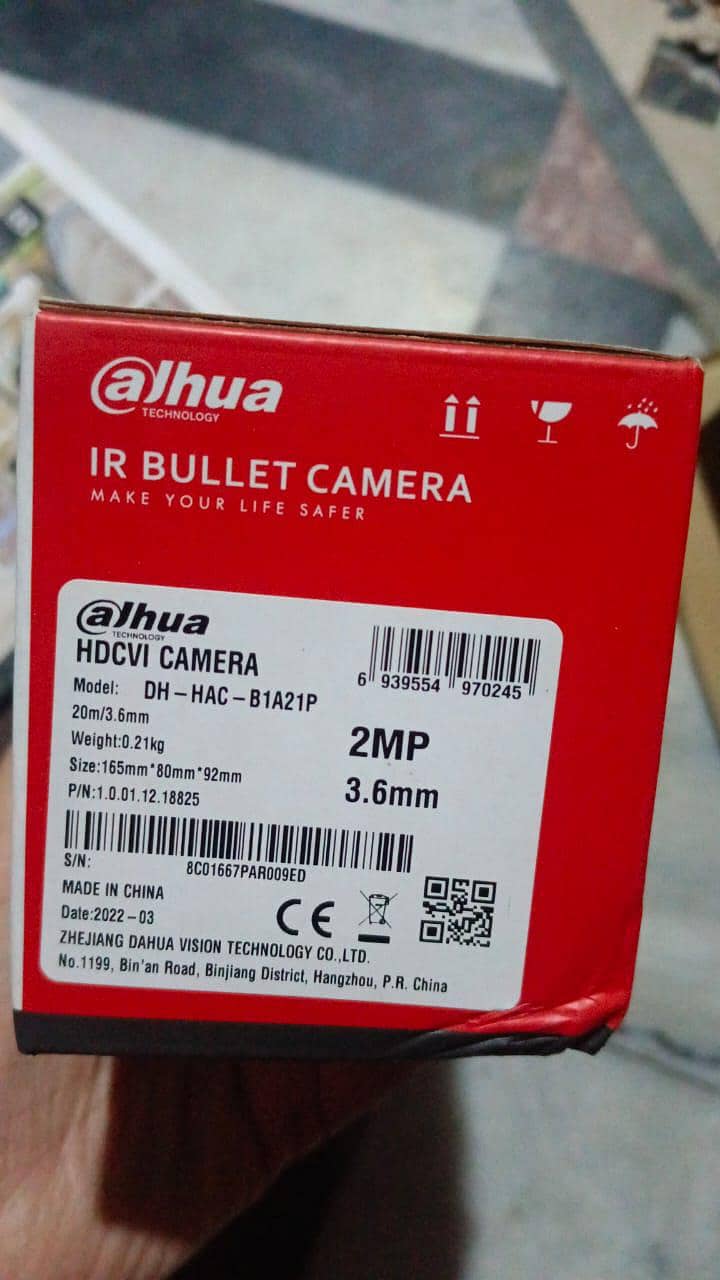 alhua
TECHNOLOGY
IR BULLET CAMERA
MAKE YOUR LIFE SAFER
alhua
TECHNOLOGY
HDCVI CAMERA
6 939554 970245
Model: DH-HAC-B1A21P
20m/3.6mm
2MP
Weight:0.21kg
3.6mm
Size:165mm*80mm*92mm
P/N:1.0.01.12.18825
S/N:
8C01667PAR009ED
MADE IN CHINA
Date:2022-03
CE
ZHEJIANG DAHUA VISION TECHNOLOGY CO.,LTD.
No.1199, Bin'an Road, Binjiang District, Hangzhou, P.R. China